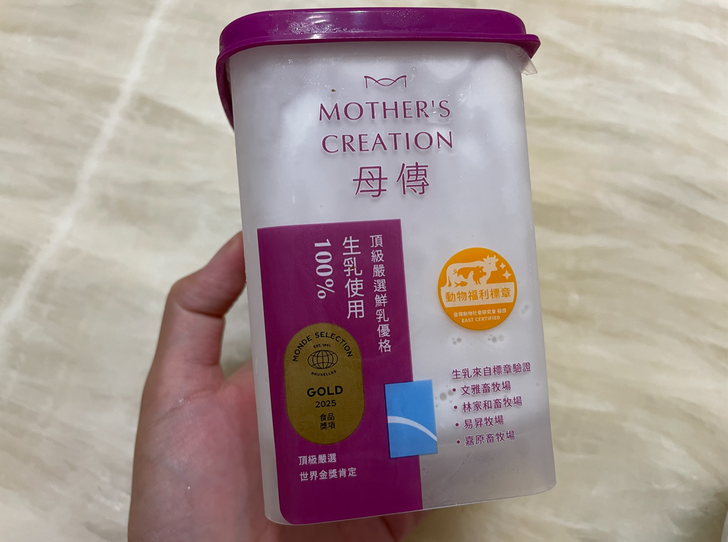 MOTHER'S
CREATION
母傳
頂級嚴選鮮乳優格
生乳使用
100%
MONDE SELECTION
BRUXELLES
GOLD
2025
食品
獎項
頂級嚴選
世界金獎肯定
動物福利標章
EAST CERTIFIED
生乳來自標章驗證
・文雅畜牧場
・林家和畜牧場
・易昇牧場
・嘉原畜牧場